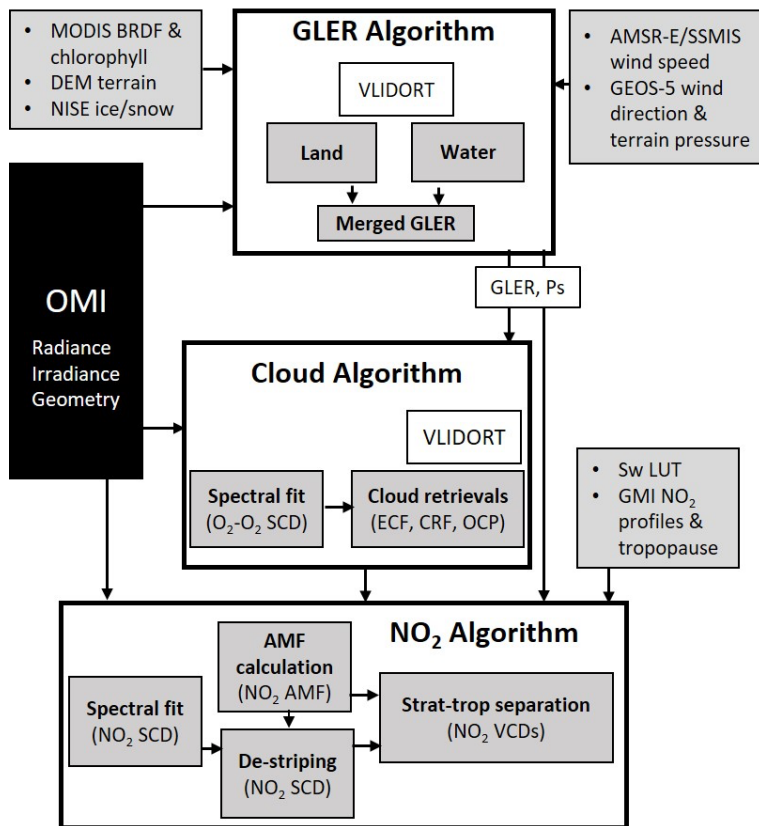 • MODIS BRDF &
chlorophyll
• DEM terrain
• NISE ice/snow
GLER Algorithm
VLIDORT
Land
Water
Merged GLER
• AMSR-E/SSMIS
wind speed
• GEOS-5 wind
direction &
terrain pressure
OMI
Radiance
Irradiance
Geometry
GLER, Ps
Cloud Algorithm
VLIDORT
Spectral fit
(O₂-O₂ SCD)
Cloud retrievals
(ECF, CRF, OCP)
• Sw LUT
• GMI NO₂
profiles &
tropopause
NO₂ Algorithm
AMF
calculation
(NO₂ AMF)
Spectral fit
(NO₂ SCD)
De-striping
(NO₂ SCD)
Strat-trop separation
(NO₂ VCDs)